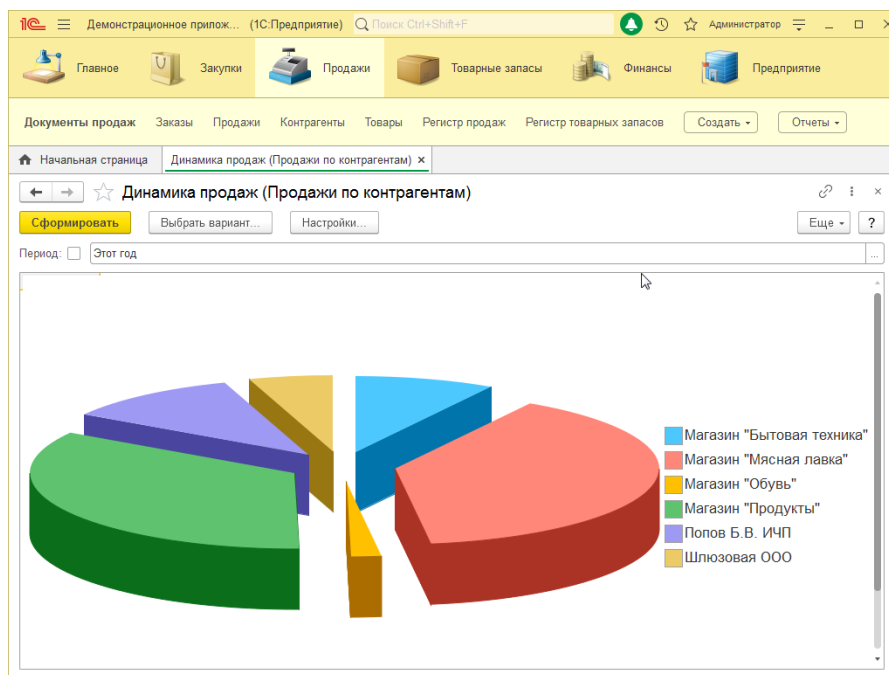 1С Демонстрационное прилож... (1С:Предприятие) Поиск Ctrl+Shift+F Администратор
Главное Закупки Продажи Товарные запасы Финансы Предприятие
Документы продаж Заказы Продажи Контрагенты Товары Регистр продаж Регистр товарных запасов Создать Отчеты
Начальная страница Динамика продаж (Продажи по контрагентам) ×
Динамика продаж (Продажи по контрагентам)
Сформировать Выбрать вариант... Настройки... Еще ?
Период: Этот год ...
Магазин "Бытовая техника"
Магазин "Мясная лавка"
Магазин "Обувь"
Магазин "Продукты"
Попов Б.В. ИЧП
Шлюзовая ООО